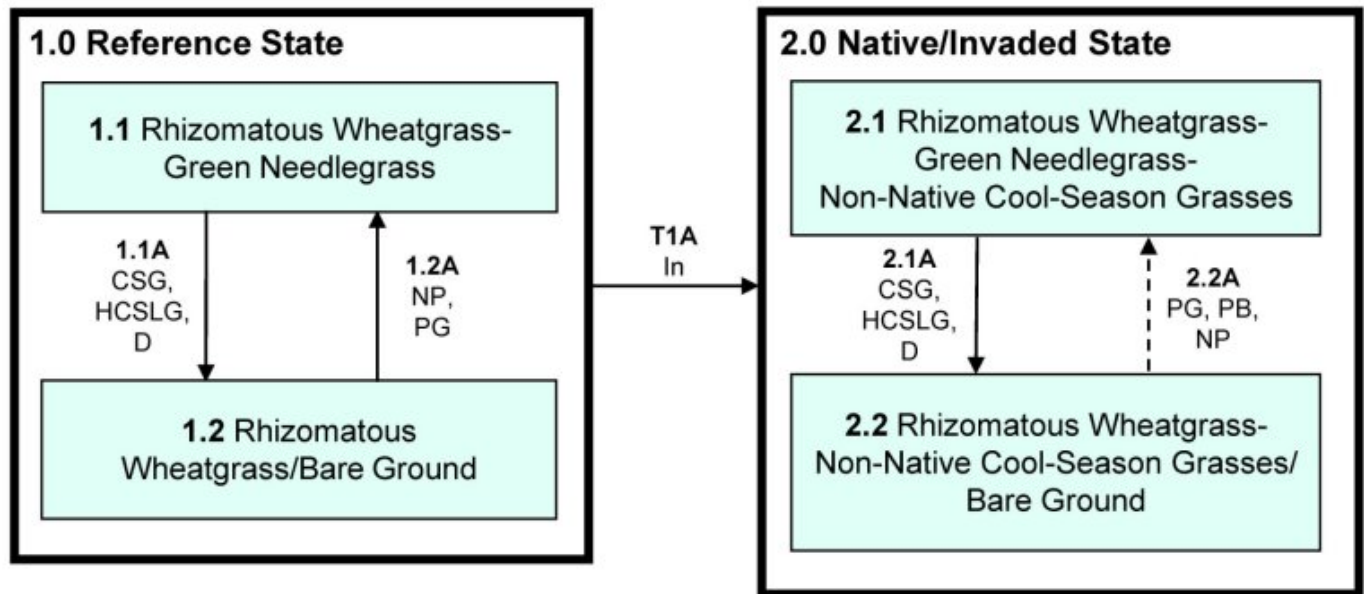 1.0 Reference State
1.1 Rhizomatous Wheatgrass-
Green Needlegrass
1.1A
CSG,
HCSLG,
D
1.2A
NP,
PG
1.2 Rhizomatous
Wheatgrass/Bare Ground
T1A
In
2.0 Native/Invaded State
2.1 Rhizomatous Wheatgrass-
Green Needlegrass-
Non-Native Cool-Season Grasses
2.1A
CSG,
HCSLG,
D
2.2A
PG, PB,
NP
2.2 Rhizomatous Wheatgrass-
Non-Native Cool-Season Grasses/
Bare Ground